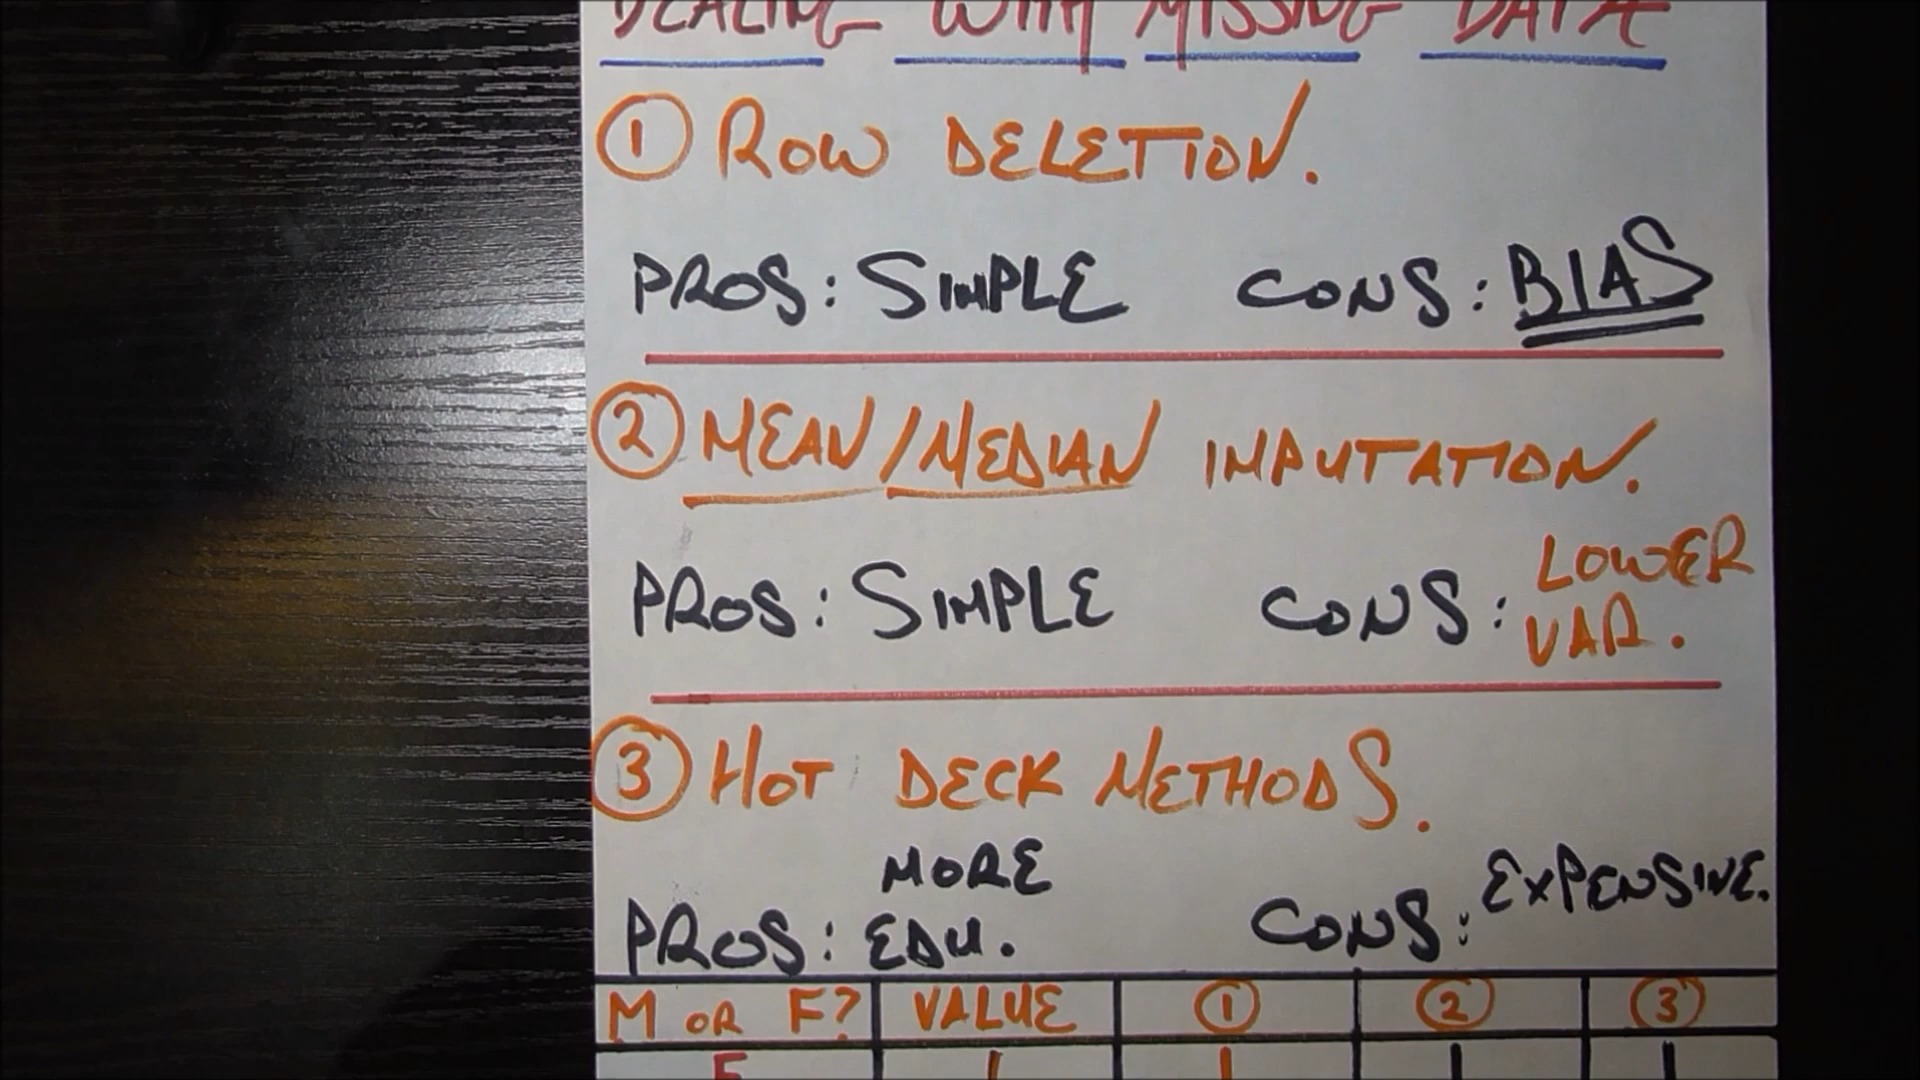 DEALING WITH MISSING DATA
① ROW DELETION.
PROS: SIMPLE CONS: BIAS
② MEAN/MEDIAN IMPUTATION.
PROS: SIMPLE CONS: LOWER VAR.
③ HOT DECK METHODS.
PROS: MORE EDU. CONS: EXPENSIVE.
M OR F? VALUE ① ② ③